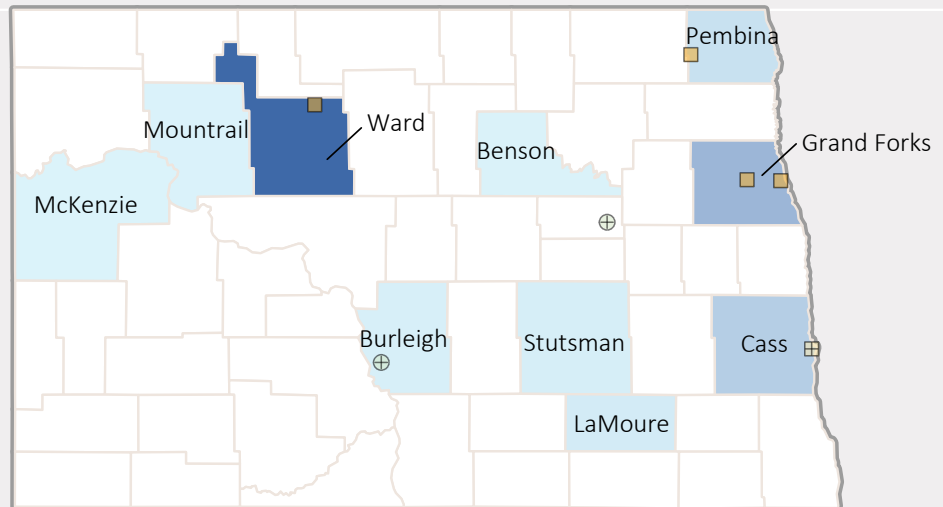 Pembina
Ward
Mountrail
Grand Forks
Benson
McKenzie
Burleigh
Stutsman
Cass
LaMoure